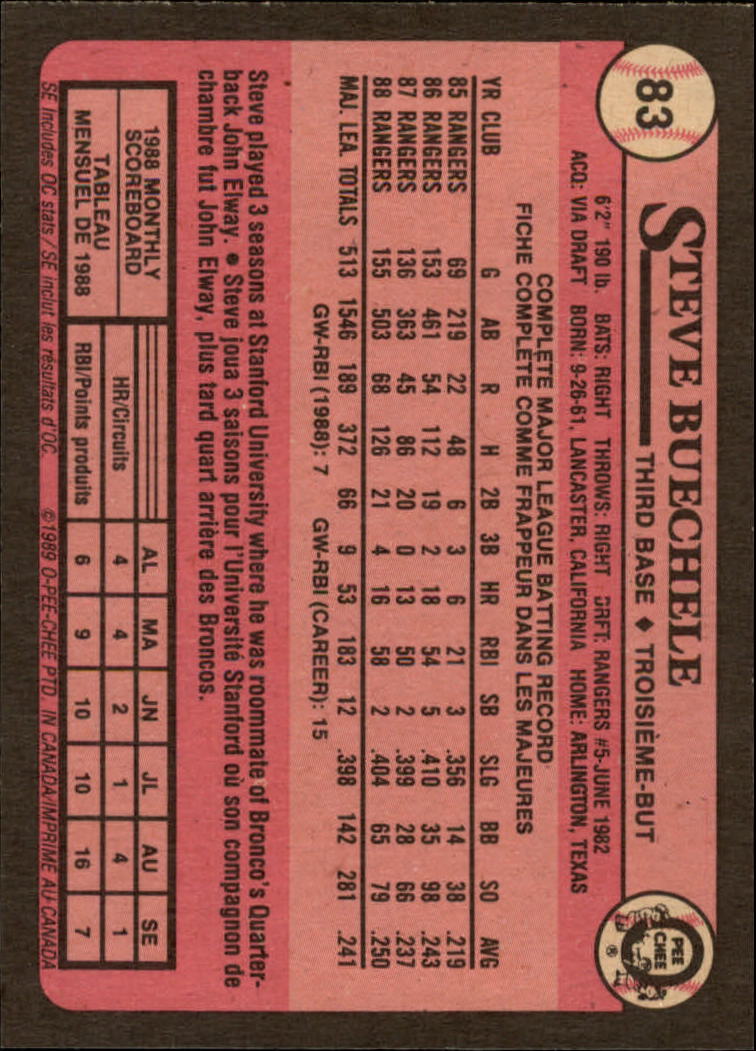 83
STEVE BUECHELE
THIRD BASE ♦ TROISIÈME-BUT
PEE
CHEE
®
6'2" 190 lb. BATS: RIGHT THROWS: RIGHT DRFT: RANGERS #5-JUNE 1982
ACQ: VIA DRAFT BORN: 9-26-61, LANCASTER, CALIFORNIA HOME: ARLINGTON, TEXAS
COMPLETE MAJOR LEAGUE BATTING RECORD
FICHE COMPLÈTE COMME FRAPPEUR DANS LES MAJEURES
YR CLUB G AB R H 2B 3B HR RBI SB SLG BB SO AVG
85 RANGERS 69 219 22 48 6 3 6 21 3 .356 14 38 .219
86 RANGERS 153 461 54 112 19 2 18 54 5 .410 35 98 .243
87 RANGERS 136 363 45 86 20 0 13 50 2 .399 28 66 .237
88 RANGERS 155 503 68 126 21 4 16 58 2 .404 65 79 .250
MAJ. LEA. TOTALS 513 1546 189 372 66 9 53 183 12 .398 142 281 .241
GW-RBI (1988): 7 GW-RBI (CAREER): 15
Steve played 3 seasons at Stanford University where he was roommate of Bronco's Quarter-
back John Elway. ● Steve joua 3 saisons pour l'Université Stanford où son compagnon de
chambre fut John Elway, plus tard quart arrière des Broncos.
1988 MONTHLY
SCOREBOARD
TABLEAU
MENSUEL DE 1988
AL MA JN JL AU SE
HR/Circuits 4 4 2 1 4 1
RBI/Points produits 6 9 10 10 16 7
SE Includes OC stats / SE inclut les résultats d'OC. ©1989 O-PEE-CHEE PTD. IN CANADA/IMPRIMÉ AU CANADA